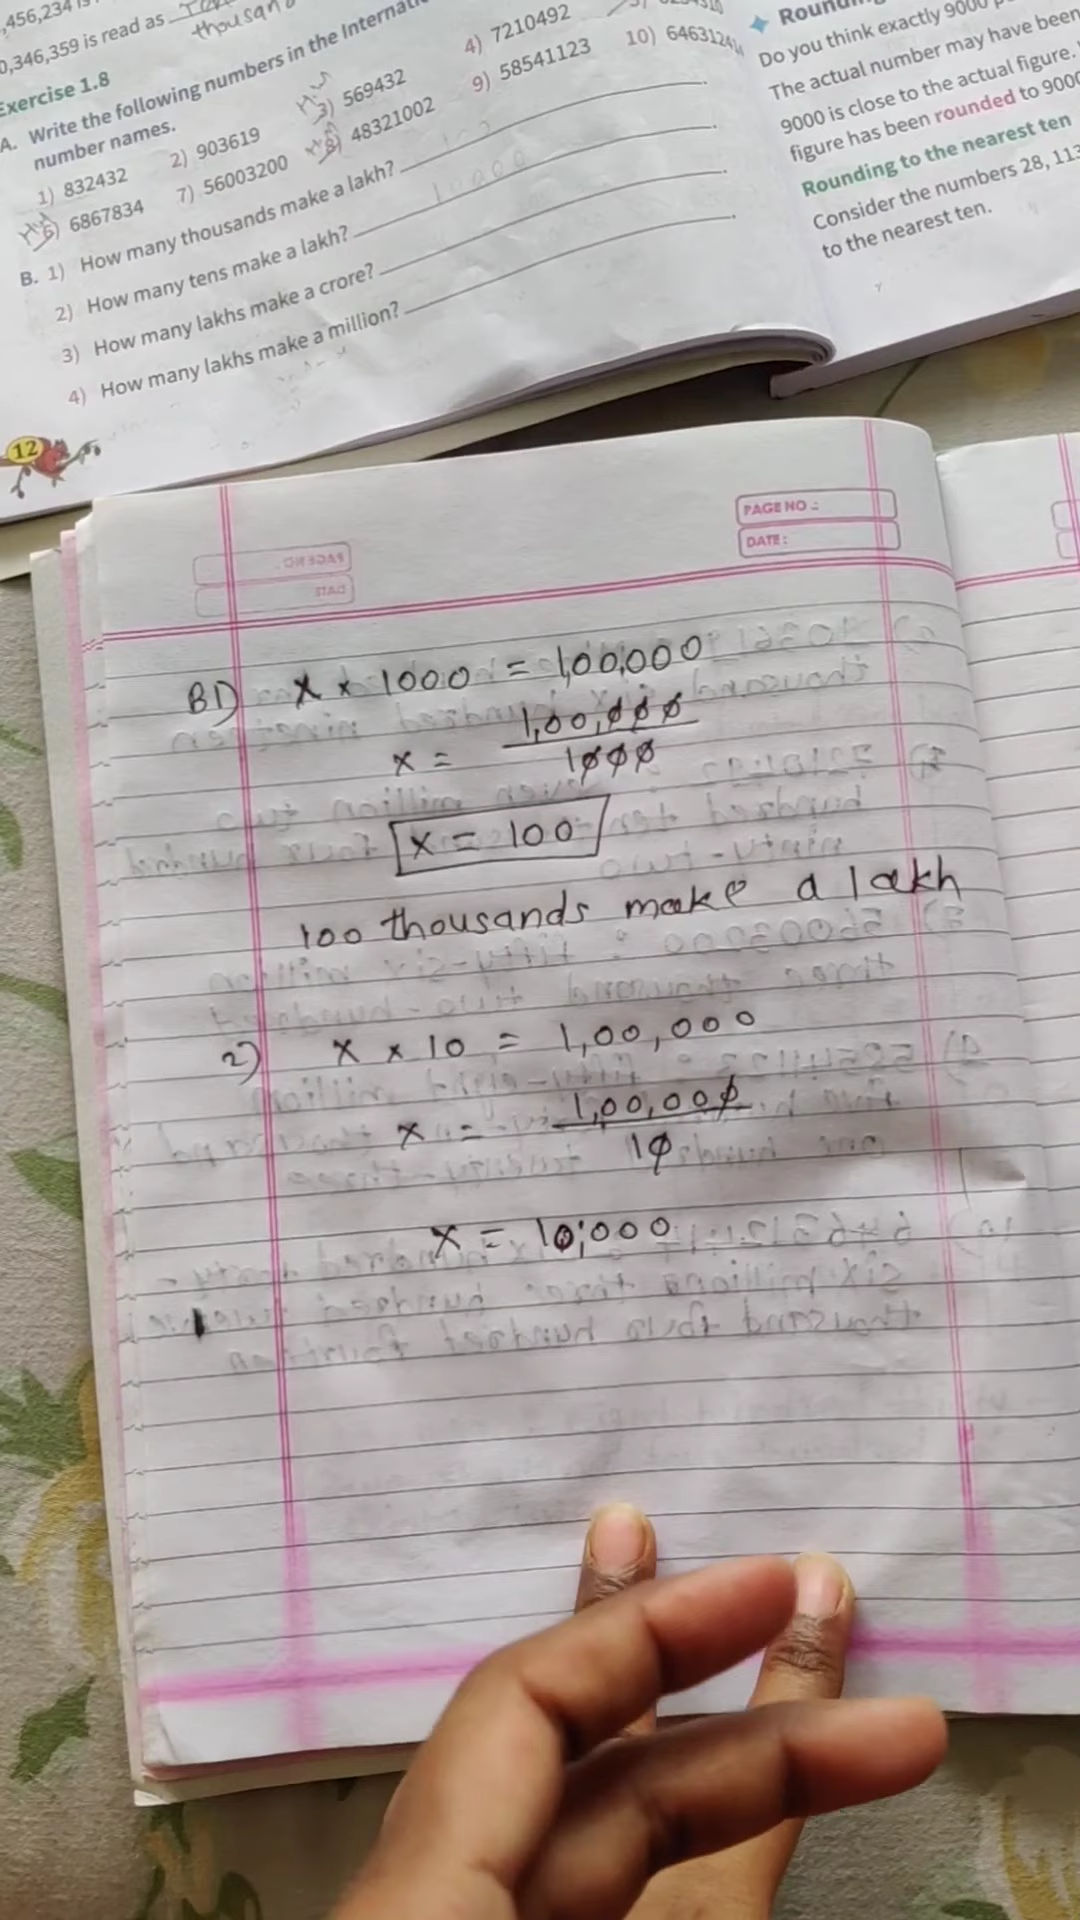 ,456,234 is
0,346,359 is read as
thousand
Exercise 1.8
A. Write the following numbers in the Internati
number names.
1) 832432 2) 903619 3) 569432 4) 7210492
6) 6867834 7) 56003200 8) 48321002 9) 58541123 10)
B. 1) How many thousands make a lakh?
2) How many tens make a lakh? 10000
3) How many lakhs make a crore?
4) How many lakhs make a million?
12
Do you think exactly 9000
The actual number may have been
9000 is close to the actual figure.
figure has been rounded to 9000
Rounding to the nearest ten
Consider the numbers 28, 113
to the nearest ten.
PAGE NO.:
DATE:
B1) x × 1000 = 1,00,000
x = 1,00,000
1000
x = 100
100 thousands make a lakh
2) x × 10 = 1,00,000
x = 1,00,000
10
x = 10,000